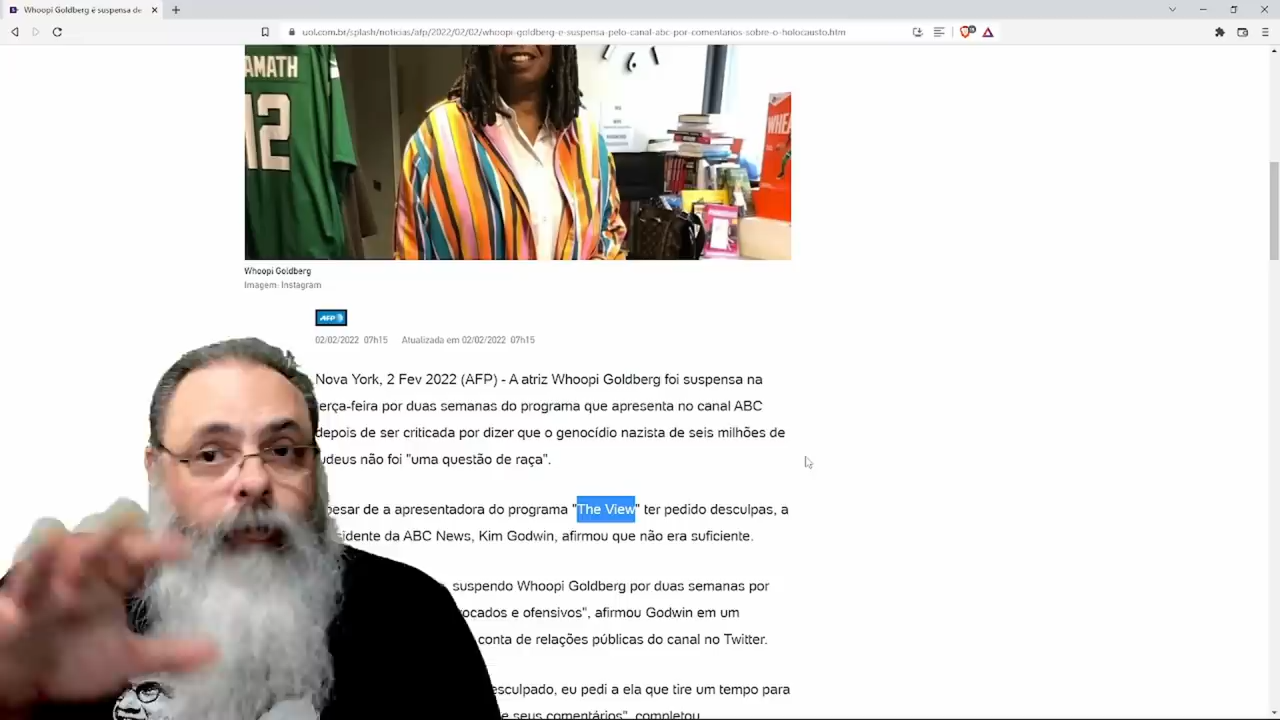 Whoopi Goldberg é suspensa de
uol.com.br/splash/noticias/afp/2022/02/02/whoopi-goldberg-e-suspensa-pelo-canal-abc-por-comentarios-sobre-o-holocausto.htm
AMATH
12
WHEA
Whoopi Goldberg
Imagem: Instagram
AFP
02/02/2022 07h15 Atualizada em 02/02/2022 07h15
Nova York, 2 Fev 2022 (AFP) - A atriz Whoopi Goldberg foi suspensa na
erça-feira por duas semanas do programa que apresenta no canal ABC
depois de ser criticada por dizer que o genocídio nazista de seis milhões de
udeus não foi "uma questão de raça".
pesar de a apresentadora do programa "The View" ter pedido desculpas, a
sidente da ABC News, Kim Godwin, afirmou que não era suficiente.
, suspendo Whoopi Goldberg por duas semanas por
ocados e ofensivos", afirmou Godwin em um
conta de relações públicas do canal no Twitter.
esculpado, eu pedi a ela que tire um tempo para
e seus comentários", completou